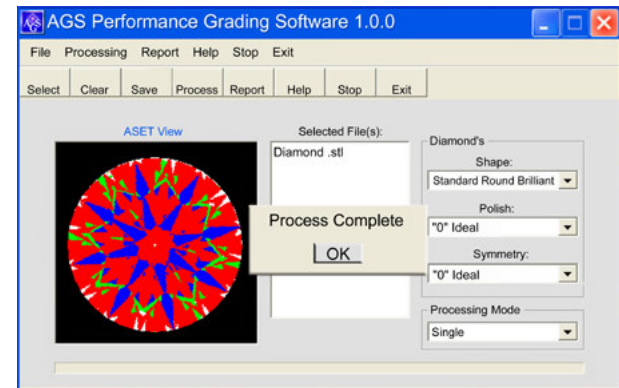 AGS AGS Performance Grading Software 1.0.0
File Processing Report Help Stop Exit
Select Clear Save Process Report Help Stop Exit
ASET View
Selected File(s):
Diamond .stl
Diamond's
Shape:
Standard Round Brilliant
Polish:
"0" Ideal
Symmetry:
"0" Ideal
Processing Mode
Single
Process Complete
OK